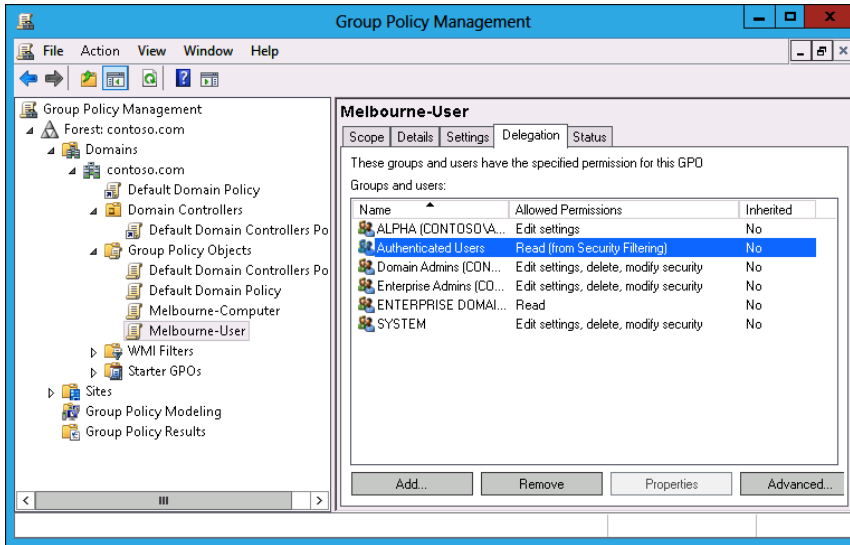 Group Policy Management
File Action View Window Help
Group Policy Management
Forest: contoso.com
Domains
contoso.com
Default Domain Policy
Domain Controllers
Default Domain Controllers Po
Group Policy Objects
Default Domain Controllers Po
Default Domain Policy
Melbourne-Computer
Melbourne-User
WMI Filters
Starter GPOs
Sites
Group Policy Modeling
Group Policy Results
Melbourne-User
Scope Details Settings Delegation Status
These groups and users have the specified permission for this GPO
Groups and users:
Name Allowed Permissions Inherited
ALPHA (CONTOSO\A... Edit settings No
Authenticated Users Read (from Security Filtering) No
Domain Admins (CON... Edit settings, delete, modify security No
Enterprise Admins (CO... Edit settings, delete, modify security No
ENTERPRISE DOMAI... Read No
SYSTEM Edit settings, delete, modify security No
Add... Remove Properties Advanced...